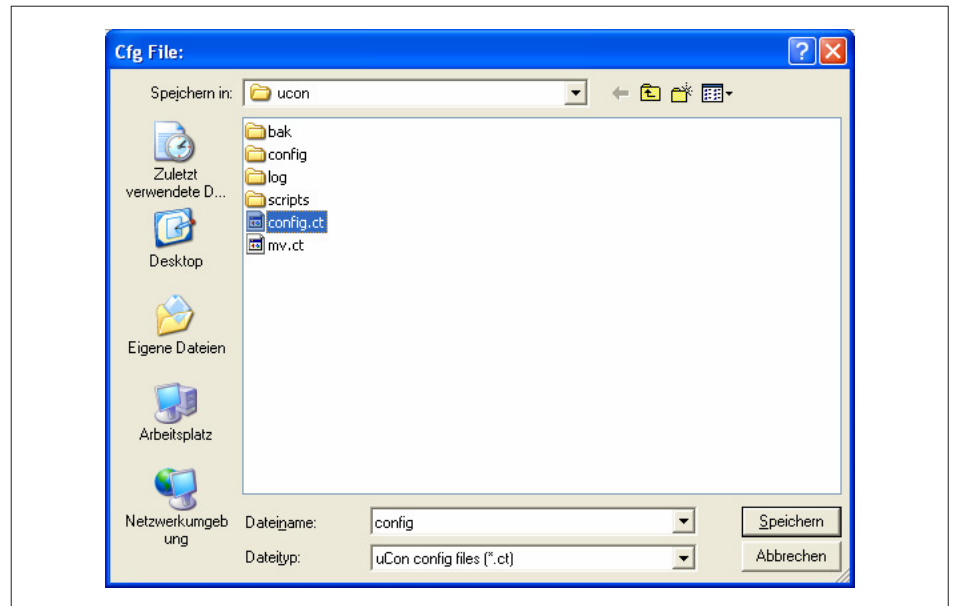 Cfg File:
Speichern in:
ucon
Zuletzt
verwendete D...
Desktop
Eigene Dateien
Arbeitsplatz
Netzwerkumgeb
ung
bak
config
log
scripts
config.ct
mv.ct
Dateiname:
config
Speichern
Dateityp:
uCon config files (*.ct)
Abbrechen